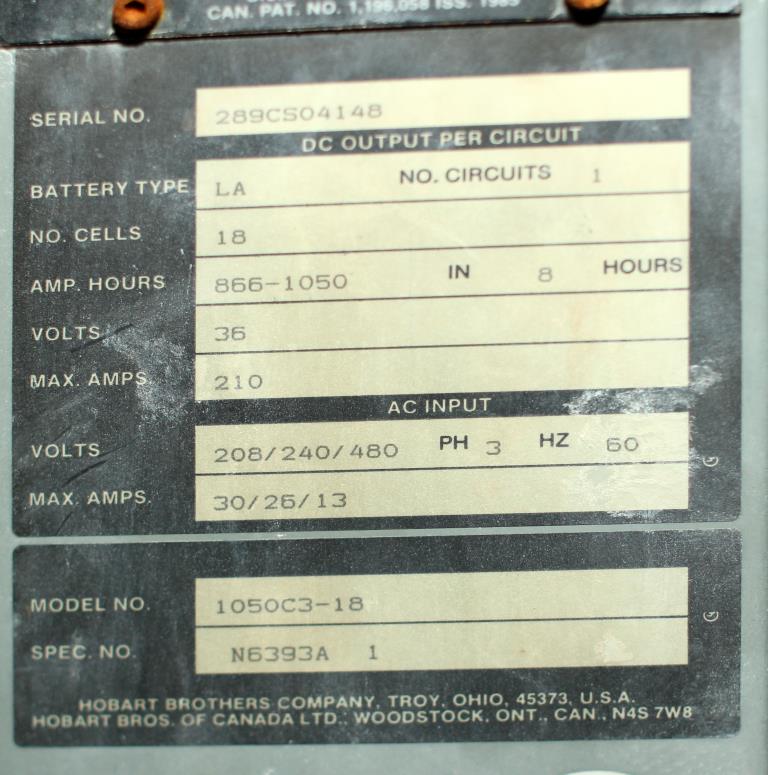 CAN. PAT. NO. 1,196,058 ISS. 1985
SERIAL NO. 289CS04148
DC OUTPUT PER CIRCUIT
BATTERY TYPE LA NO. CIRCUITS 1
NO. CELLS 18
AMP. HOURS 866-1050 IN 8 HOURS
VOLTS 36
MAX. AMPS. 210
AC INPUT
VOLTS 208/240/480 PH 3 HZ 60
MAX. AMPS. 30/26/13
MODEL NO. 1050C3-18
SPEC. NO. N6393A 1
HOBART BROTHERS COMPANY, TROY, OHIO, 45373, U.S.A.
HOBART BROS. OF CANADA LTD., WOODSTOCK, ONT., CAN., N4S 7W8